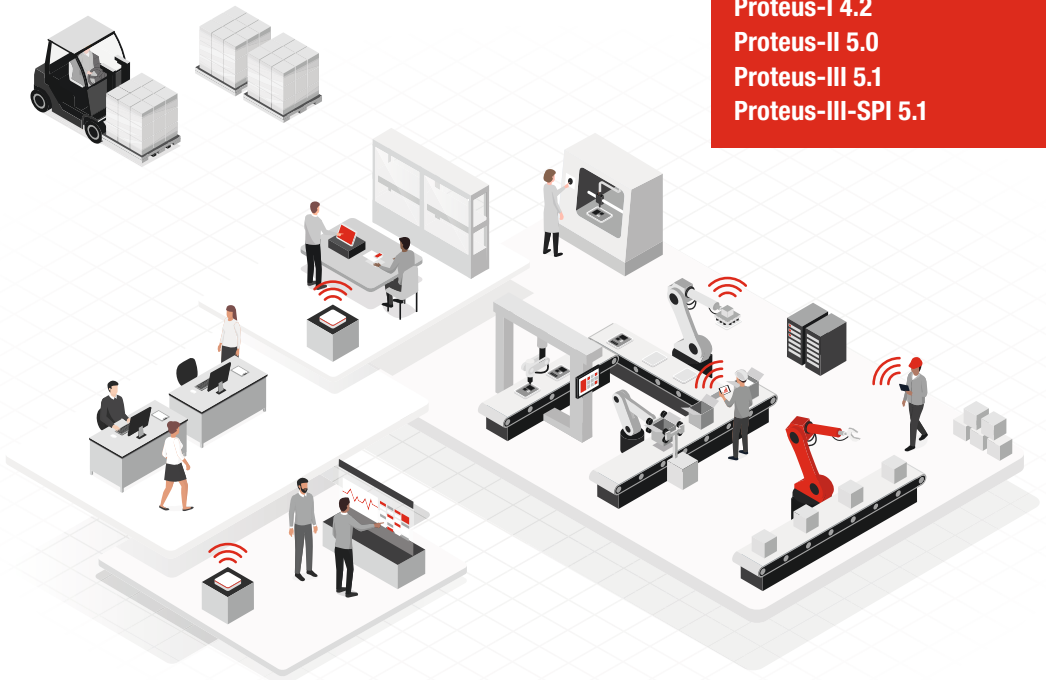 Proteus-I 4.2
Proteus-II 5.0
Proteus-III 5.1
Proteus-III-SPI 5.1